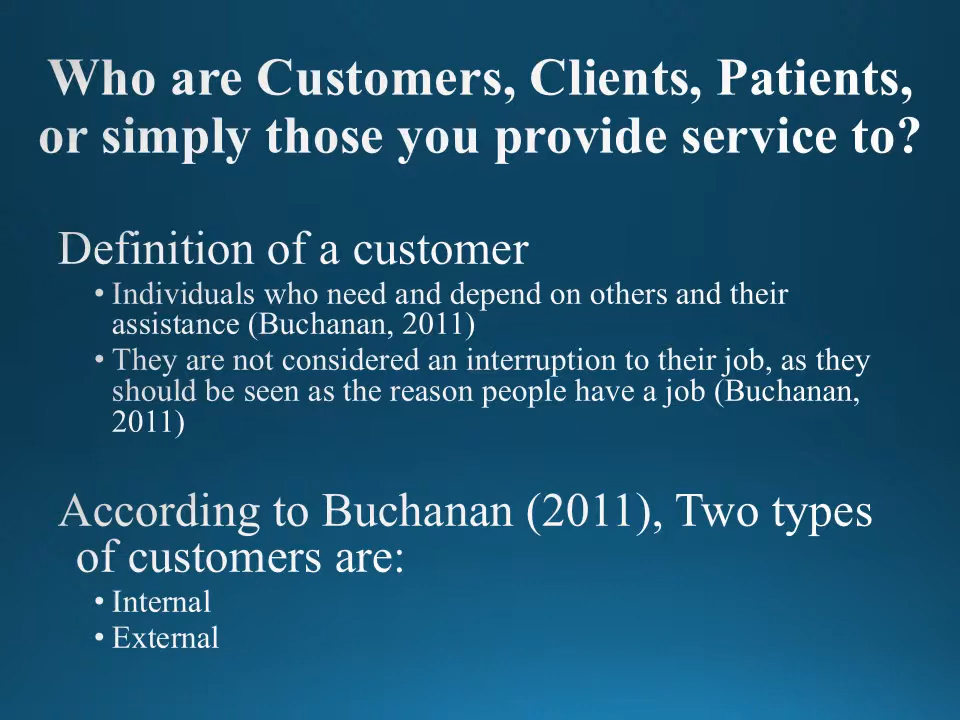 Who are Customers, Clients, Patients,
or simply those you provide service to?
Definition of a customer
• Individuals who need and depend on others and their
assistance (Buchanan, 2011)
• They are not considered an interruption to their job, as they
should be seen as the reason people have a job (Buchanan,
2011)
According to Buchanan (2011), Two types
of customers are:
• Internal
• External